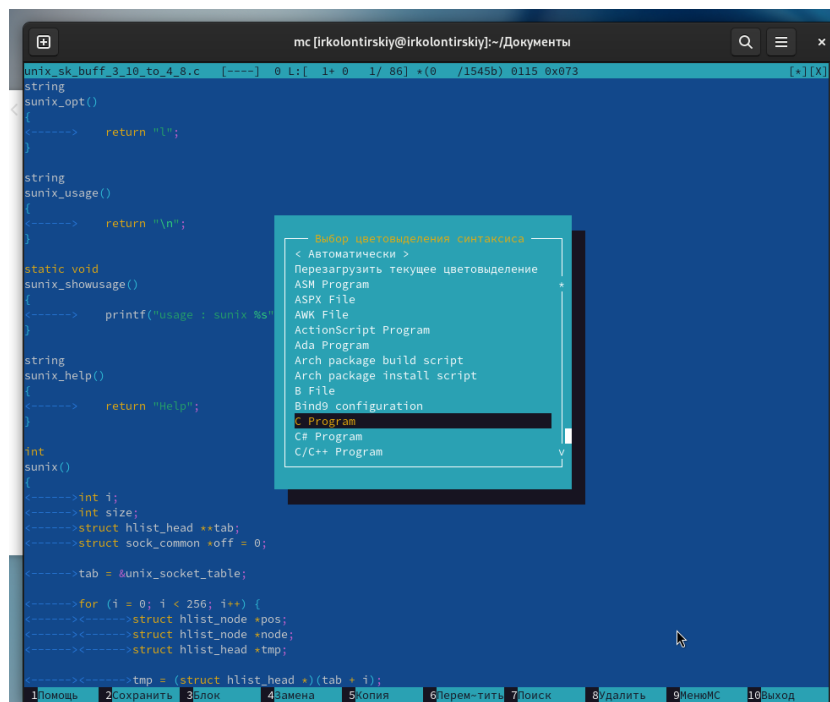 mc [irkolontirskiy@irkolontirskiy]:~/Документы
unix_sk_buff_3_10_to_4_8.c [----] 0 L:[ 1+ 0 1/ 86] *(0 /1545b) 0115 0x073 [*][X]
string
sunix_opt()
{
<------> return "l";
}
string
sunix_usage()
{
<------> return "\n";
}
static void
sunix_showusage()
{
<------> printf("usage : sunix %s"
}
string
sunix_help()
{
<------> return "Help";
}
int
sunix()
{
<------>int i;
<------>int size;
<------>struct hlist_head **tab;
<------>struct sock_common *off = 0;
<------>tab = &unix_socket_table;
<------>for (i = 0; i < 256; i++) {
<------><------>struct hlist_node *pos;
<------><------>struct hlist_node *node;
<------><------>struct hlist_head *tmp;
<------><------>tmp = (struct hlist_head *)(tab + i);
Выбор цветовыделения синтаксиса
< Автоматически >
Перезагрузить текущее цветовыделение
ASM Program
ASPX File
AWK File
ActionScript Program
Ada Program
Arch package build script
Arch package install script
B File
Bind9 configuration
C Program
C# Program
C/C++ Program
1Помощь 2Сохранить 3Блок 4Замена 5Копия 6Перем~тить 7Поиск 8Удалить 9МенюMC 10Выход